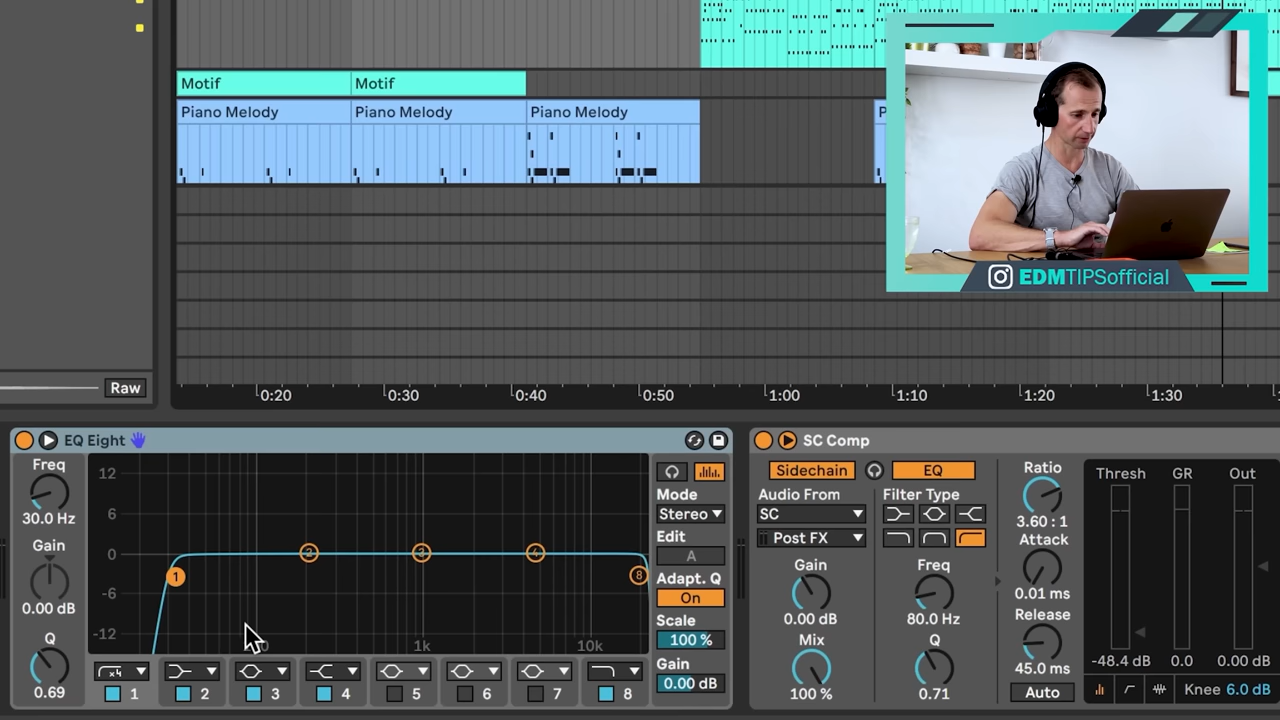 Motif
Motif
Piano Melody
Piano Melody
Piano Melody
P
EDMTIPSofficial
Raw
0:20
0:30
0:40
0:50
1:00
1:10
1:20
1:30
EQ Eight
Freq
30.0 Hz
Gain
0.00 dB
Q
0.69
12
6
0
-6
-12
1
2
3
4
8
1k
10k
1
2
3
4
5
6
7
8
Mode
Stereo
Edit
A
Adapt. Q
On
Scale
100 %
Gain
0.00 dB
SC Comp
Sidechain
EQ
Audio From
Filter Type
SC
Post FX
Gain
0.00 dB
Freq
80.0 Hz
Mix
100 %
Q
0.71
Ratio
3.60 : 1
Attack
0.01 ms
Release
45.0 ms
Auto
Thresh
GR
Out
-48.4 dB
0.0
0.00 dB
Knee 6.0 dB